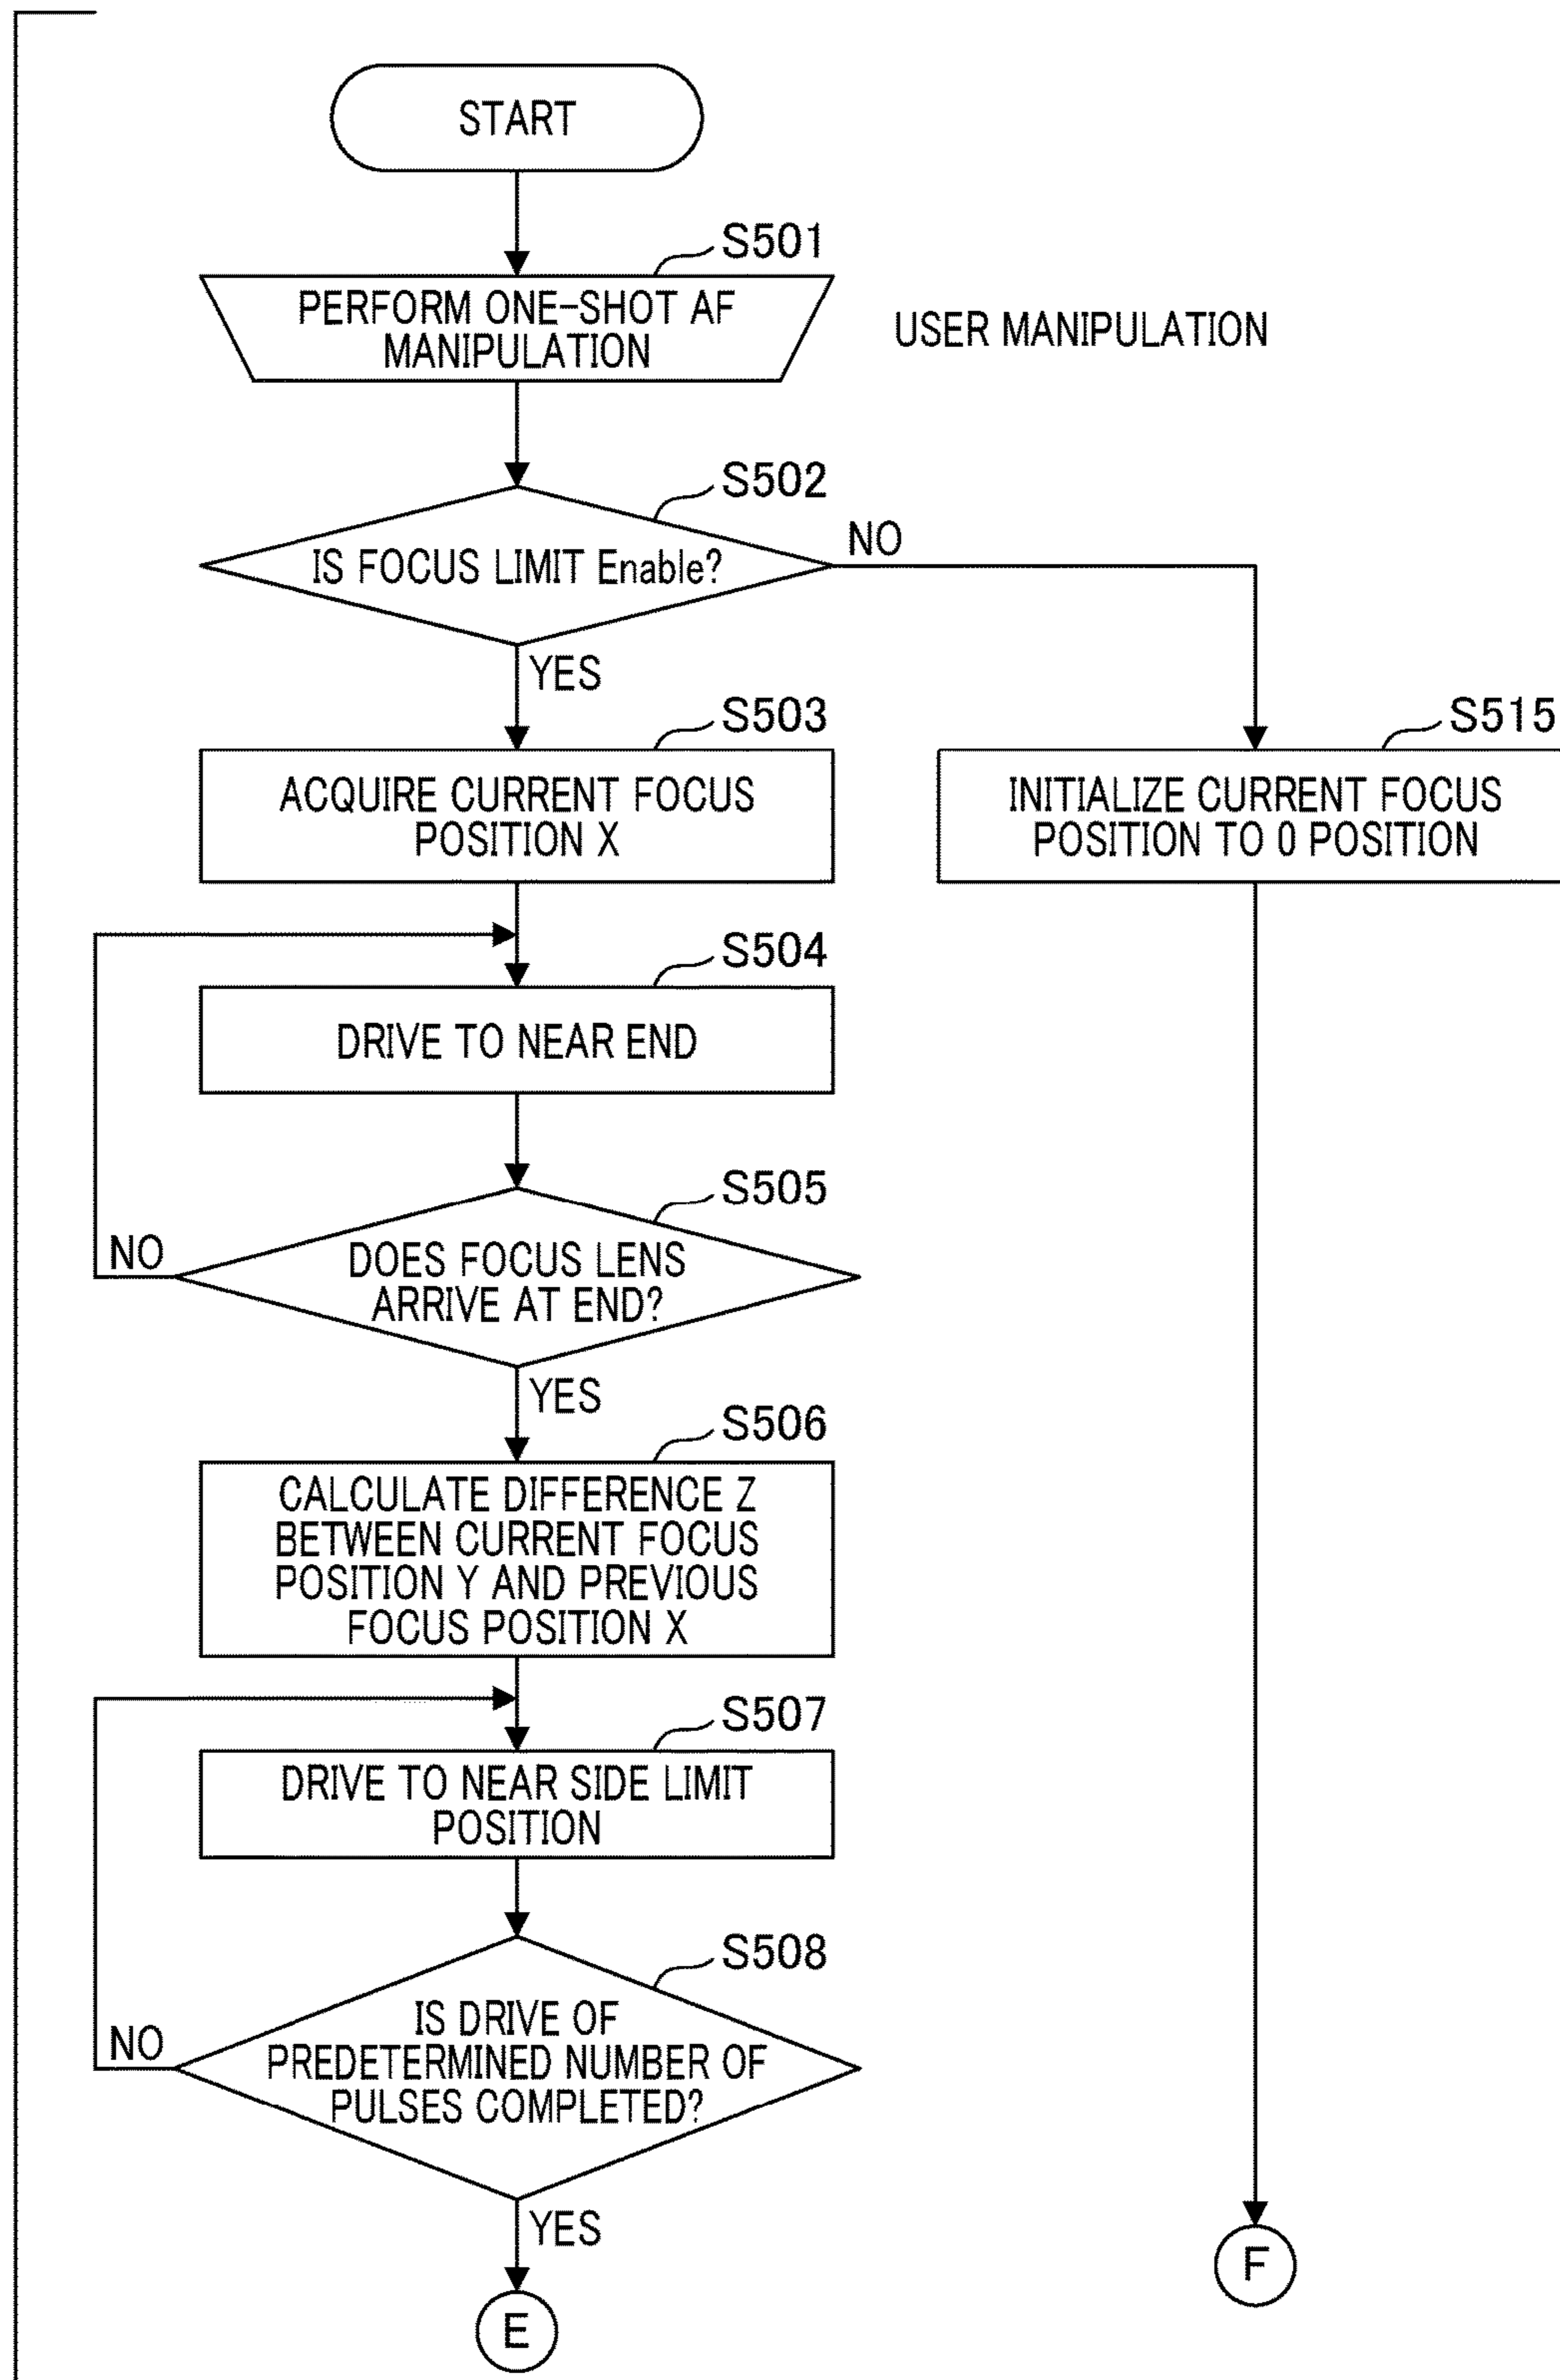 START
S501
PERFORM ONE-SHOT AF
MANIPULATION
USER MANIPULATION
S502
IS FOCUS LIMIT Enable?
NO
YES
S503
ACQUIRE CURRENT FOCUS
POSITION X
S515
INITIALIZE CURRENT FOCUS
POSITION TO 0 POSITION
S504
DRIVE TO NEAR END
S505
DOES FOCUS LENS
ARRIVE AT END?
NO
YES
S506
CALCULATE DIFFERENCE Z
BETWEEN CURRENT FOCUS
POSITION Y AND PREVIOUS
FOCUS POSITION X
S507
DRIVE TO NEAR SIDE LIMIT
POSITION
S508
IS DRIVE OF
PREDETERMINED NUMBER OF
PULSES COMPLETED?
NO
YES
F
E